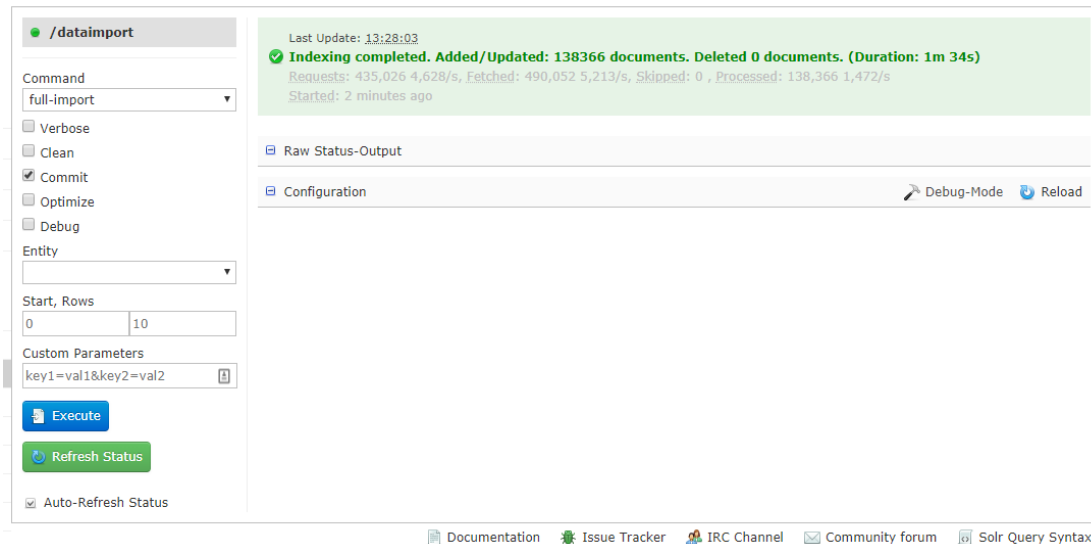 /dataimport
Command
full-import
Verbose
Clean
Commit
Optimize
Debug
Entity
Start, Rows
0 10
Custom Parameters
key1=val1&key2=val2
Execute
Refresh Status
Auto-Refresh Status
Last Update: 13:28:03
Indexing completed. Added/Updated: 138366 documents. Deleted 0 documents. (Duration: 1m 34s)
Requests: 435,026 4,628/s, Fetched: 490,052 5,213/s, Skipped: 0 , Processed: 138,366 1,472/s
Started: 2 minutes ago
Raw Status-Output
Configuration Debug-Mode Reload
Documentation Issue Tracker IRC Channel Community forum Solr Query Syntax